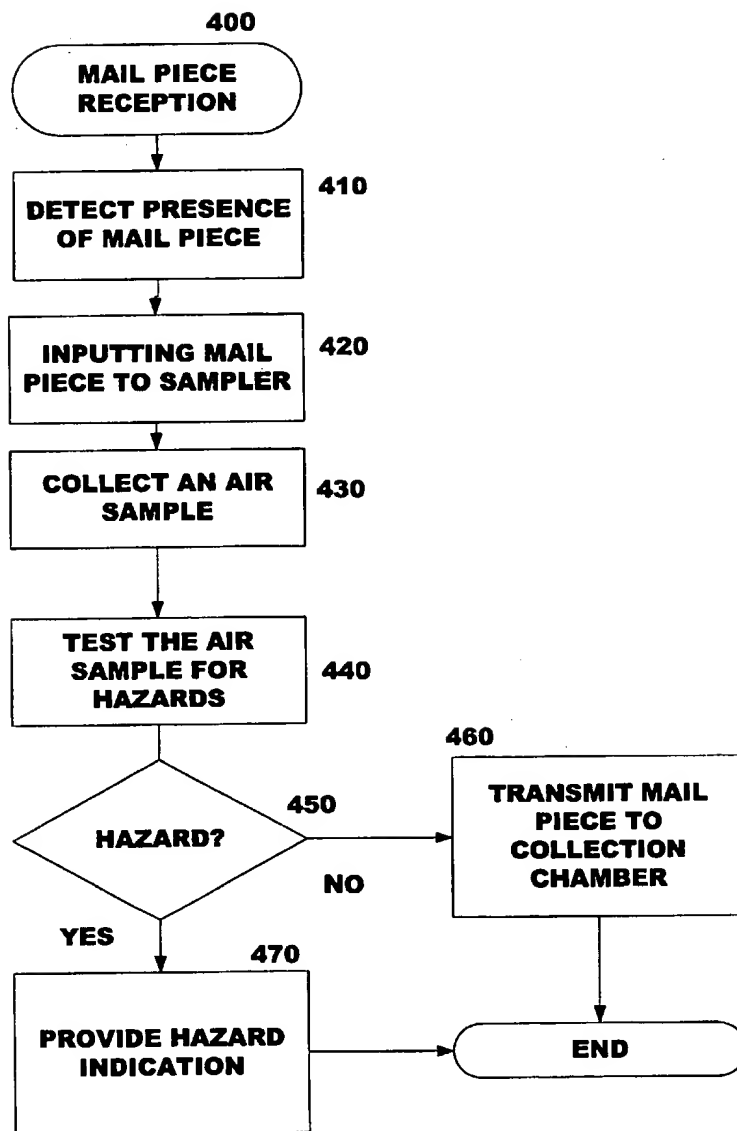 400
MAIL PIECE
RECEPTION
410
DETECT PRESENCE
OF MAIL PIECE
INPUTTING MAIL
PIECE TO SAMPLER
420
COLLECT AN AIR
SAMPLE
430
TEST THE AIR
SAMPLE FOR
HAZARDS
440
HAZARD?
450
NO
YES
460
TRANSMIT MAIL
PIECE TO
COLLECTION
CHAMBER
470
PROVIDE HAZARD
INDICATION
END